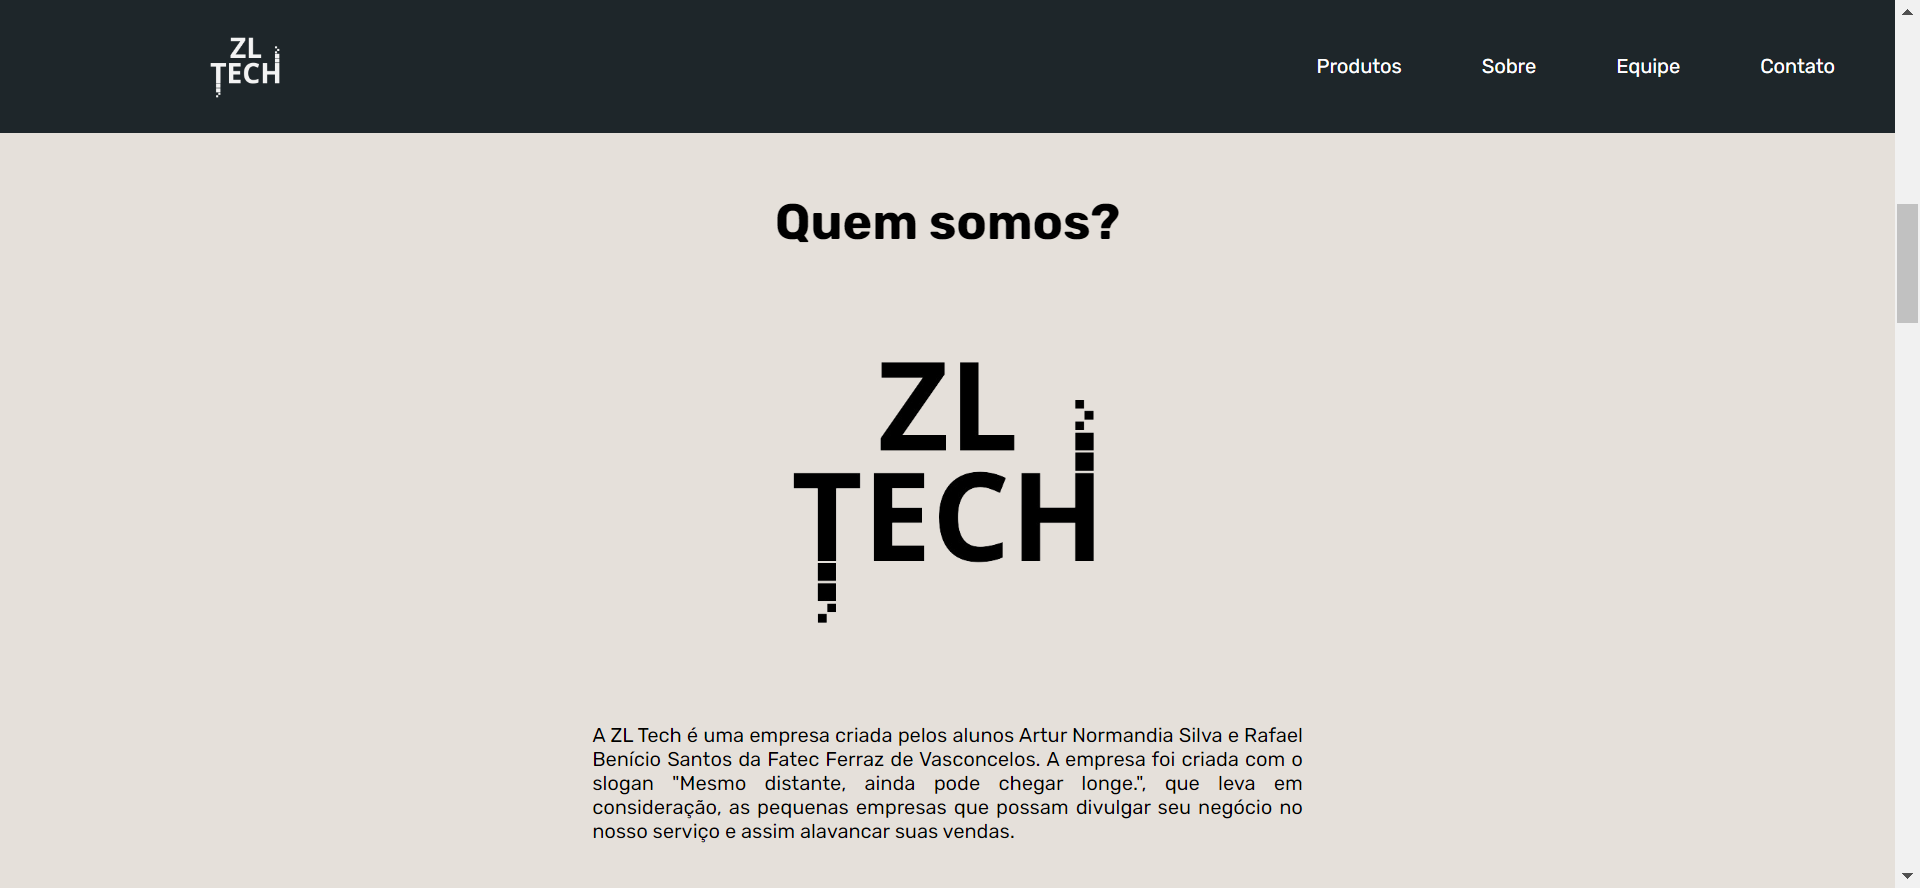 ZL
TECH
Produtos
Sobre
Equipe
Contato
Quem somos?
ZL
TECH
A ZL Tech é uma empresa criada pelos alunos Artur Normandia Silva e Rafael
Benício Santos da Fatec Ferraz de Vasconcelos. A empresa foi criada com o
slogan "Mesmo distante, ainda pode chegar longe.", que leva em
consideração, as pequenas empresas que possam divulgar seu negócio no
nosso serviço e assim alavancar suas vendas.